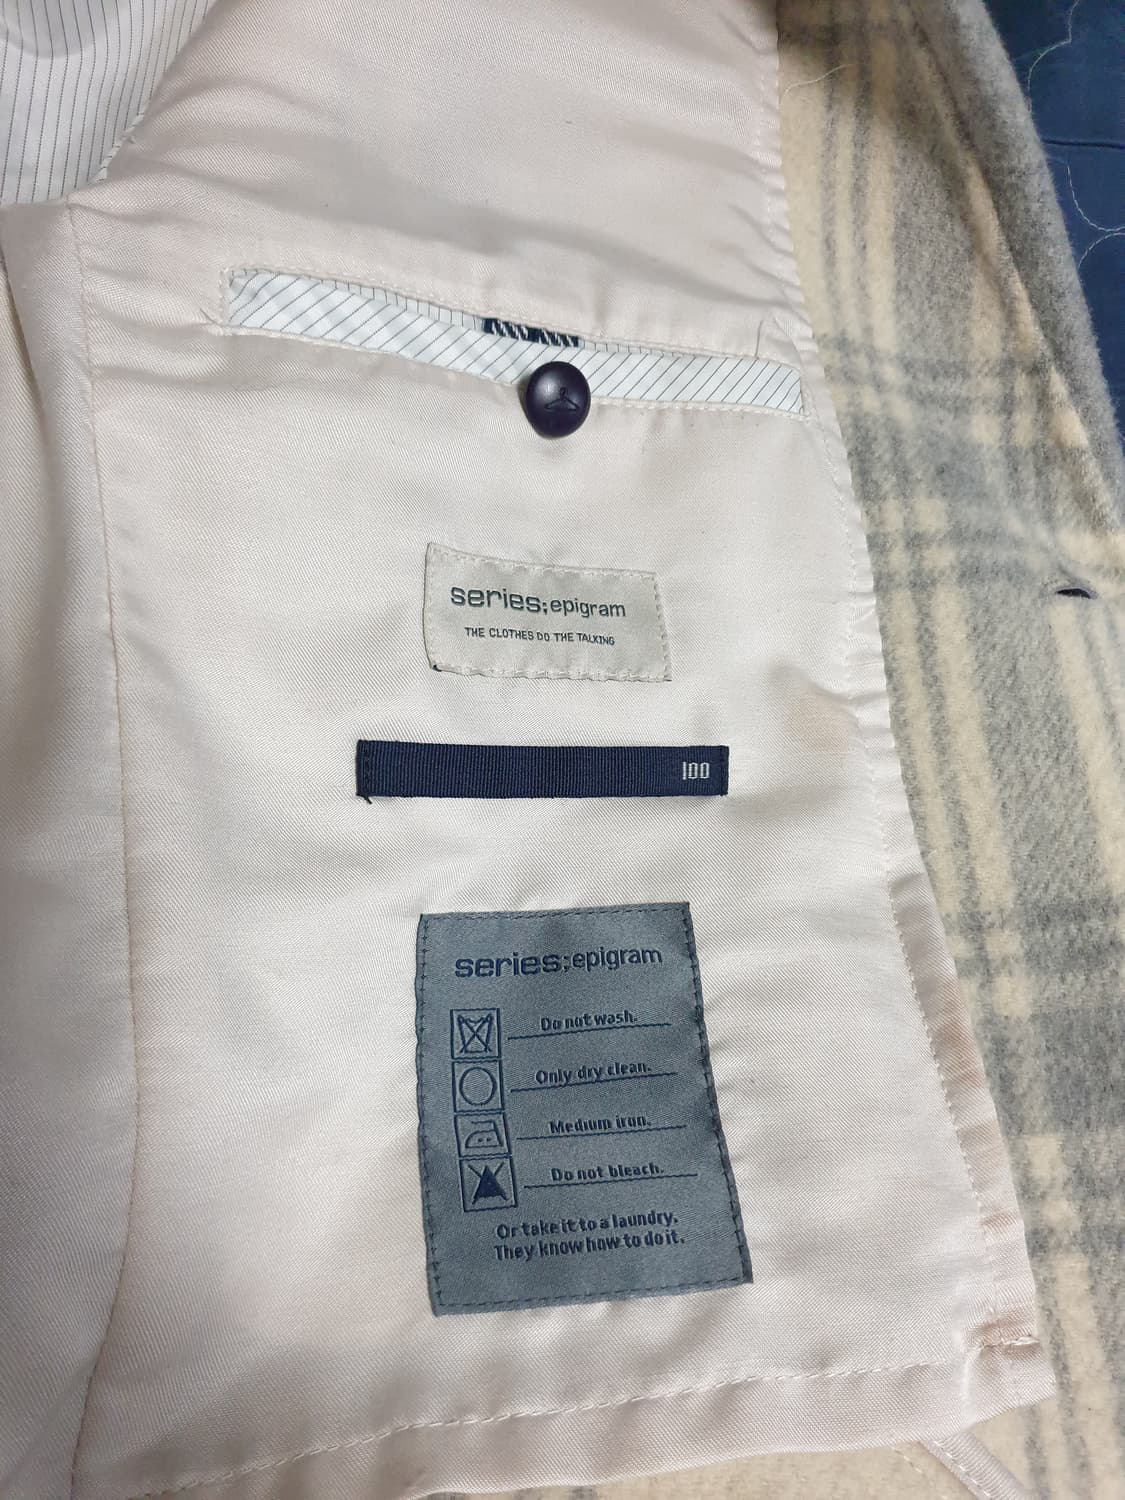 series;epigram
THE CLOTHES DO THE TALKING
100
series;epigram
Do not wash.
Only dry clean.
Medium iron.
Do not bleach.
Or take it to a laundry.
They know how to do it.